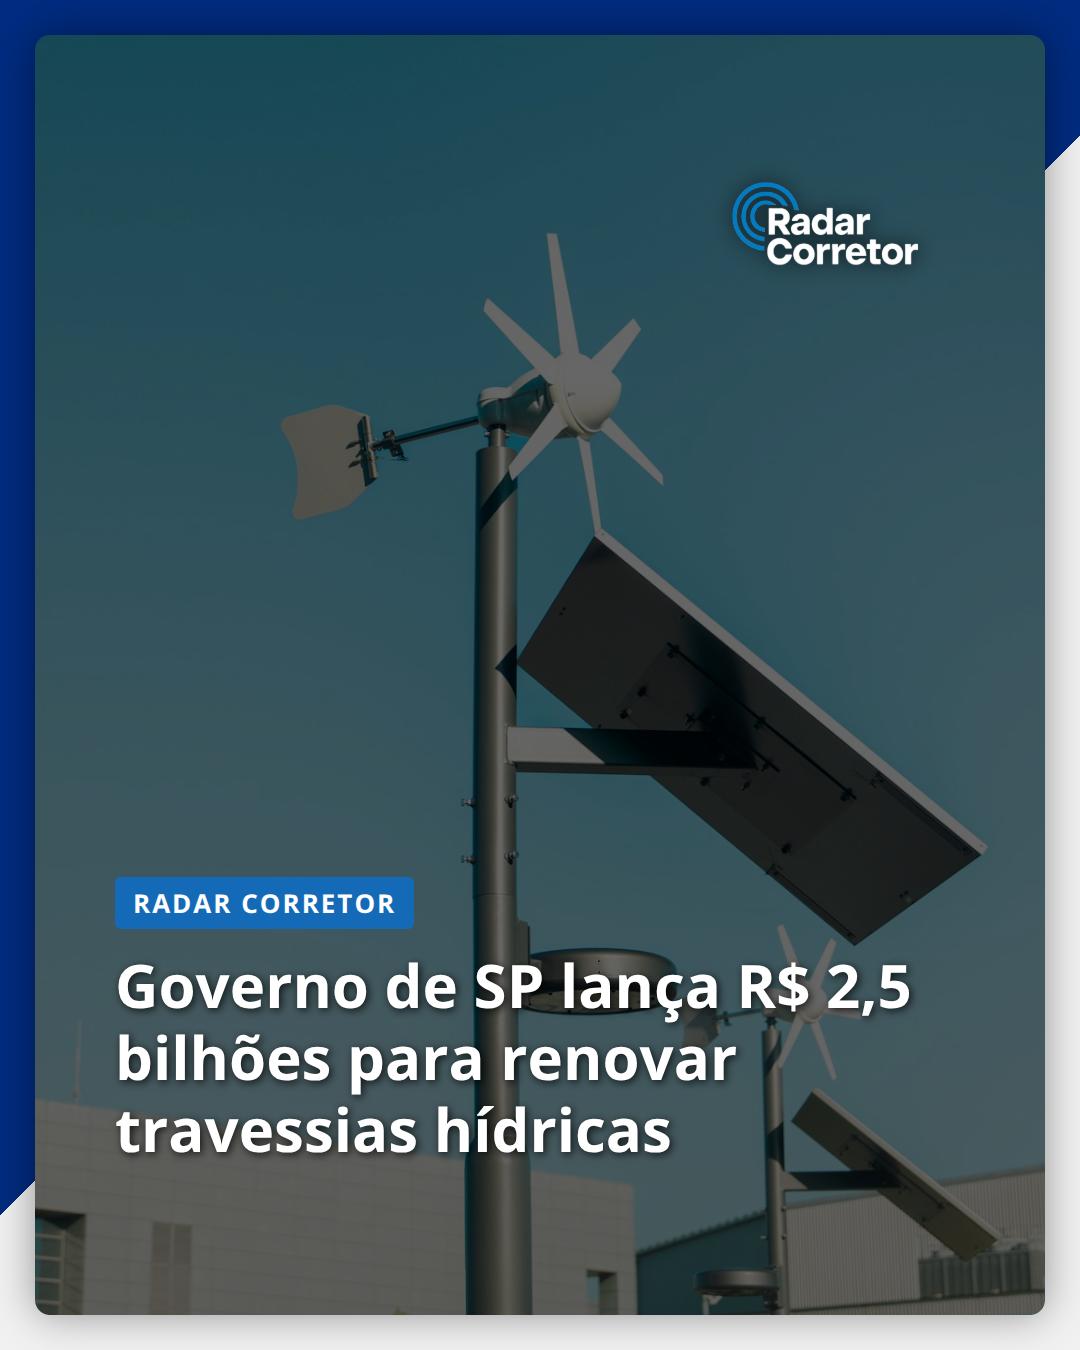 Radar
Corretor
RADAR CORRETOR
Governo de SP lança R$ 2,5
bilhões para renovar
travessias hídricas